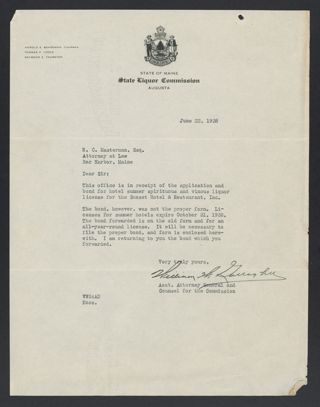 STATE OF MAINE
State Liquor Commission
AUGUSTA
June 22, 1938
Attorney at Law
Bar Harbor, Maine
Dear Sir:
This office is in receipt of the application and
bond for hotel summer spirituous and vinous liquor
license for the Sunset Hotel & Restaurant, Inc.
The bond, however, was not the proper form. Li-
censes for summer hotels expire October 31, 1938.
The bond forwarded is on the old form and for an
all-year-round license. It will be necessary to
file the proper bond, and form is enclosed here-
with. I am returning to you the bond which you
forwarded.
Very truly yours,
Asst. Attorney General and
Counsel for the Commission
Encs.